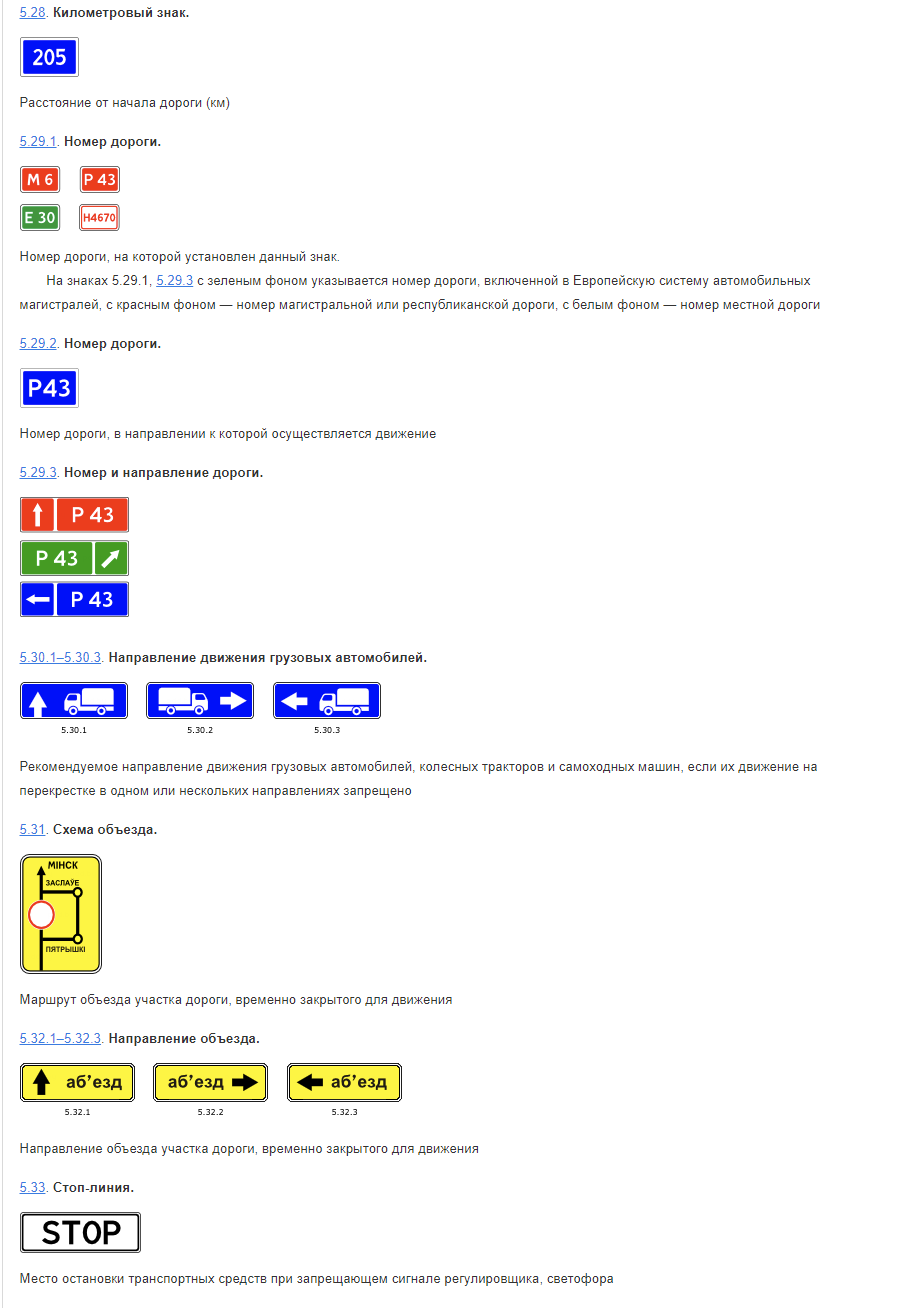 5.28. Километровый знак.
205
Расстояние от начала дороги (км)
5.29.1. Номер дороги.
М 6 Р 43
Е 30 Н4670
Номер дороги, на которой установлен данный знак.
На знаках 5.29.1, 5.29.3 с зеленым фоном указывается номер дороги, включенной в Европейскую систему автомобильных
магистралей, с красным фоном — номер магистральной или республиканской дороги, с белым фоном — номер местной дороги
5.29.2. Номер дороги.
Р43
Номер дороги, в направлении к которой осуществляется движение
5.29.3. Номер и направление дороги.
Р 43
Р 43
Р 43
5.30.1–5.30.3. Направление движения грузовых автомобилей.
5.30.1 5.30.2 5.30.3
Рекомендуемое направление движения грузовых автомобилей, колесных тракторов и самоходных машин, если их движение на
перекрестке в одном или нескольких направлениях запрещено
5.31. Схема объезда.
МІНСК
ЗАСЛАЎЕ
ПЯТРЫШКІ
Маршрут объезда участка дороги, временно закрытого для движения
5.32.1–5.32.3. Направление объезда.
аб’езд аб’езд аб’езд
5.32.1 5.32.2 5.32.3
Направление объезда участка дороги, временно закрытого для движения
5.33. Стоп-линия.
STOP
Место остановки транспортных средств при запрещающем сигнале регулировщика, светофора